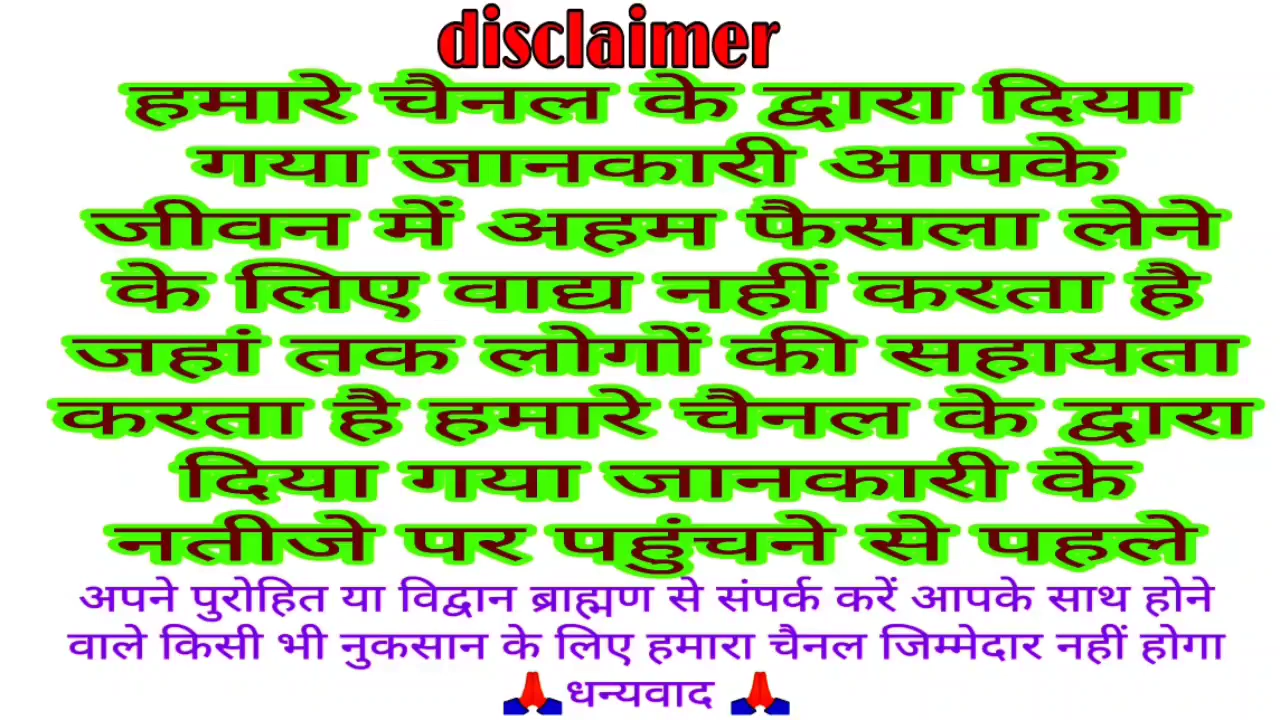 disclaimer
हमारे चैनल के द्वारा दिया
गया जानकारी आपके
जीवन में अहम फैसला लेने
के लिए वाद्य नहीं करता है
जहां तक लोगों की सहायता
करता है हमारे चैनल के द्वारा
दिया गया जानकारी के
नतीजे पर पहुंचने से पहले
अपने पुरोहित या विद्वान ब्राह्मण से संपर्क करें आपके साथ होने
वाले किसी भी नुकसान के लिए हमारा चैनल जिम्मेदार नहीं होगा
🙏धन्यवाद 🙏